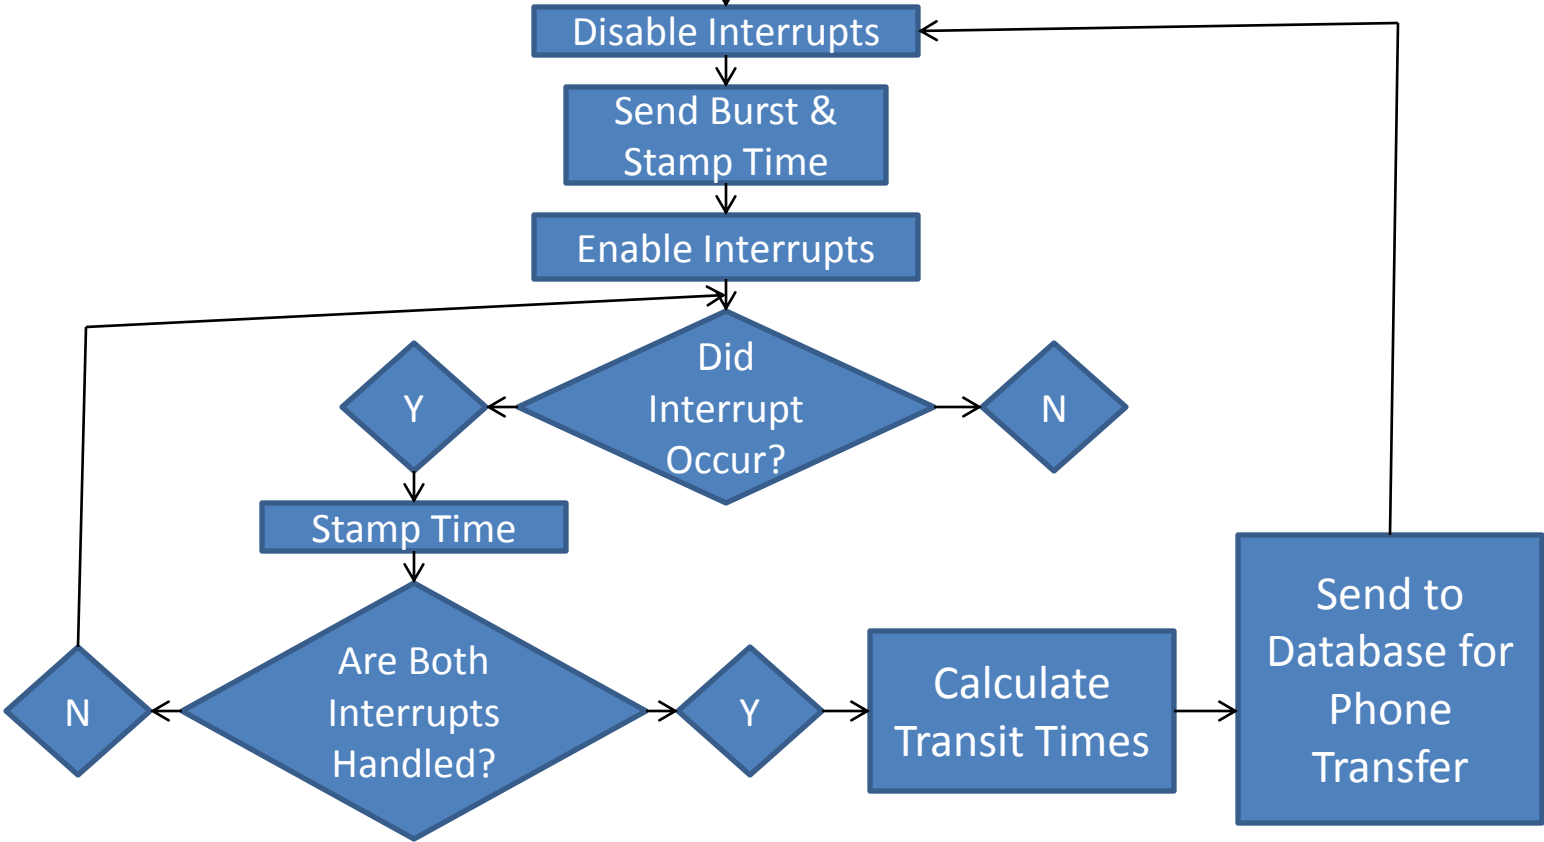 Disable Interrupts
Send Burst &
Stamp Time
Enable Interrupts
Did
Interrupt
Occur?
Y
N
Stamp Time
Are Both
Interrupts
Handled?
N
Y
Calculate
Transit Times
Send to
Database for
Phone
Transfer